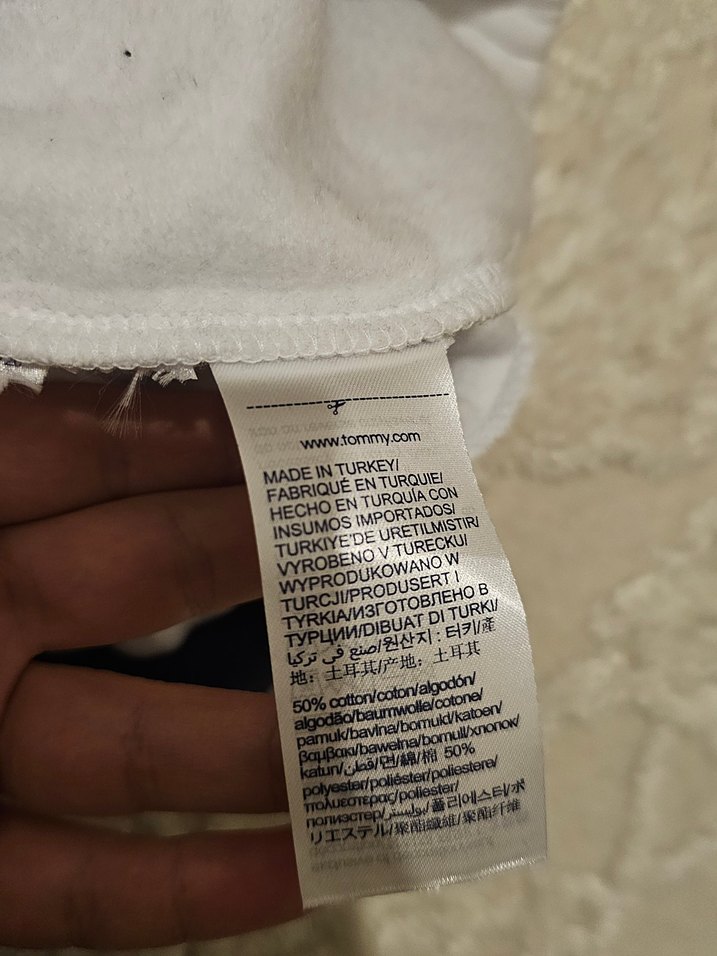 www.tommy.com
MADE IN TURKEY/
FABRIQUÉ EN TURQUIE/
HECHO EN TURQUÍA CON
INSUMOS IMPORTADOS/
TURKIYE'DE URETILMISTIR/
VYROBENO V TURECKU/
WYPRODUKOWANO W
TURCJI/PRODUSERT I
TYRKIA/ИЗГОТОВЛЕНО В
ТУРЦИИ/DIBUAT DI TURKI/
صنع في تركيا/원산지 : 터키/產
地：土耳其/产地：土耳其
50% cotton/coton/algodón/
algodão/baumwolle/cotone/
pamuk/bavlna/bomuld/katoen/
βαμβακι/bawełna/bomull/хлопок/
katun/قطن/면/綿/棉 50%
polyester/poliéster/poliestere/
πολυεστερας/poliester/
полиэстер/بوليستر/폴리에스터/ポ
リエステル/聚酯纖維/聚酯纤维